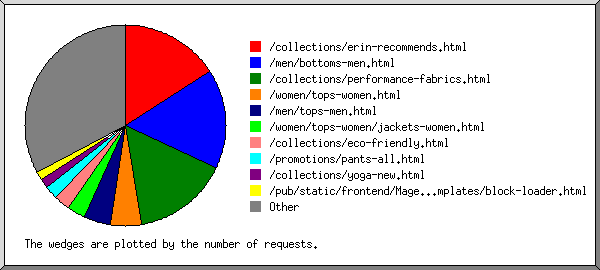 /collections/erin-recommends.html
/men/bottoms-men.html
/collections/performance-fabrics.html
/women/tops-women.html
/men/tops-men.html
/women/tops-women/jackets-women.html
/collections/eco-friendly.html
/promotions/pants-all.html
/collections/yoga-new.html
/pub/static/frontend/Mage...mplates/block-loader.html
Other
The wedges are plotted by the number of requests.